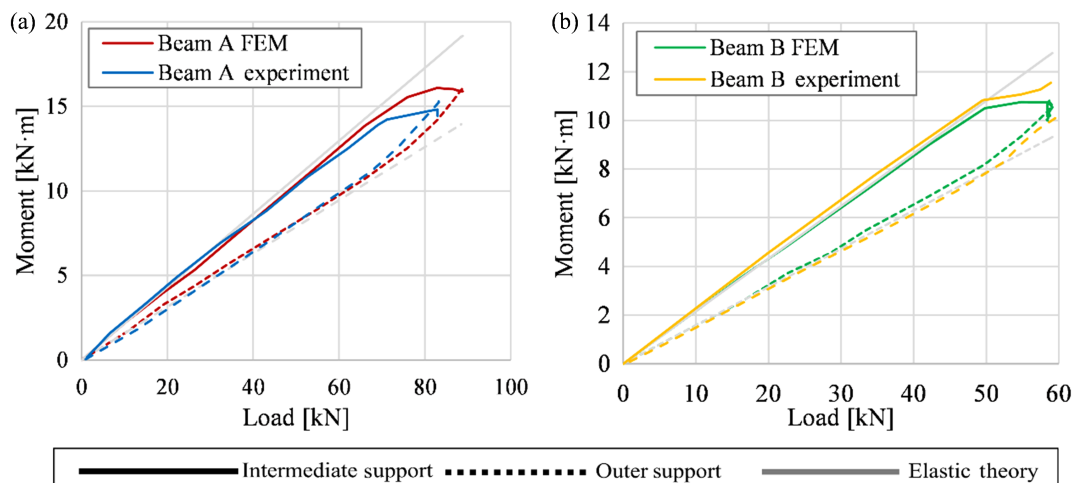 (a)
Moment [kN·m]
20
15
10
5
0
Beam A FEM
Beam A experiment
0 20 40 60 80 100
Load [kN]
(b)
Moment [kN·m]
14
12
10
8
6
4
2
0
Beam B FEM
Beam B experiment
0 10 20 30 40 50 60
Load [kN]
Intermediate support Outer support Elastic theory